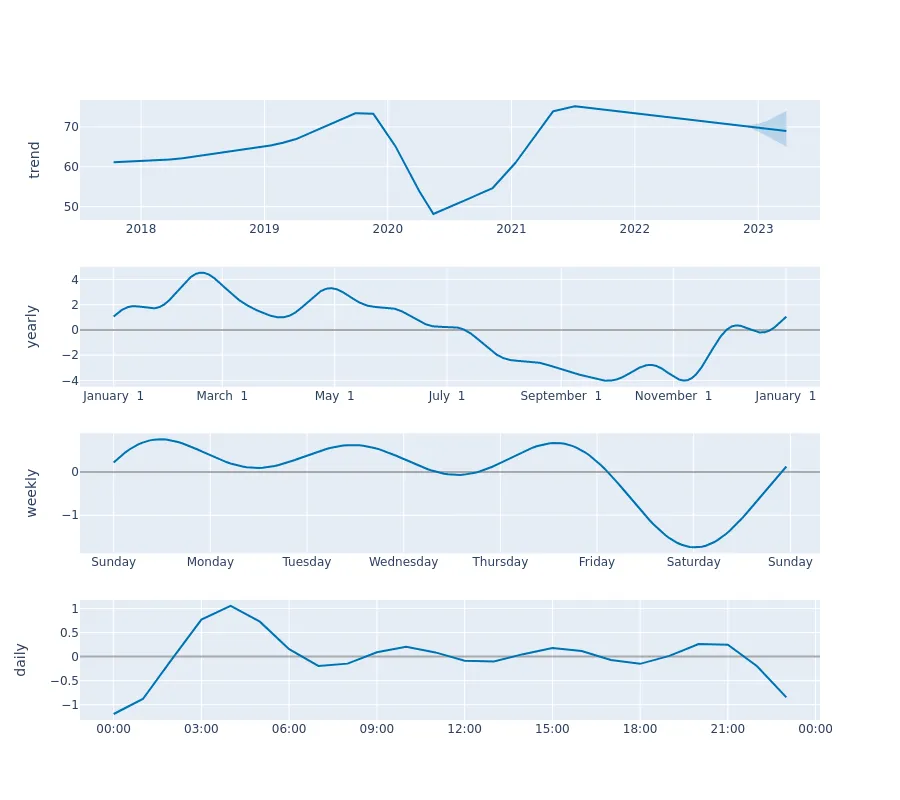 trend
70
60
50
2018 2019 2020 2021 2022 2023
yearly
4
2
0
−2
−4
January 1 March 1 May 1 July 1 September 1 November 1 January 1
weekly
0
−1
Sunday Monday Tuesday Wednesday Thursday Friday Saturday Sunday
daily
1
0.5
0
−0.5
−1
00:00 03:00 06:00 09:00 12:00 15:00 18:00 21:00 00:00